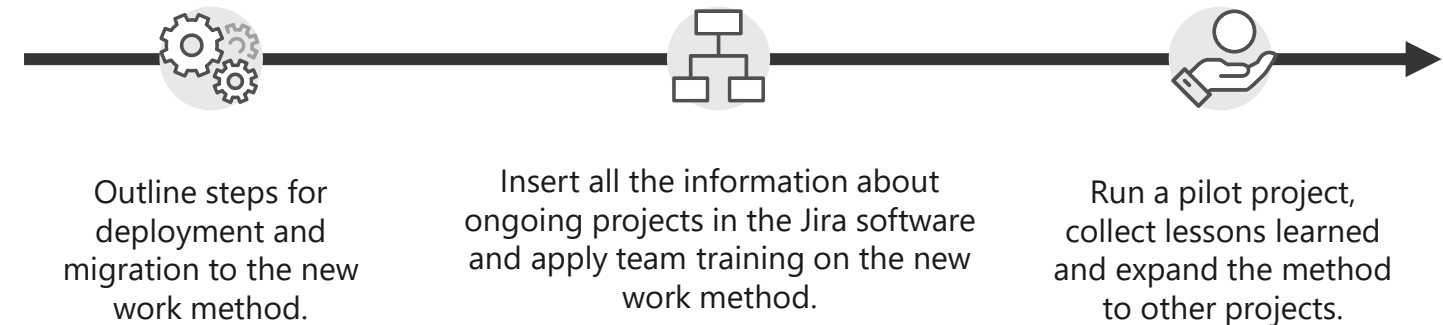 Outline steps for
deployment and
migration to the new
work method.
Insert all the information about
ongoing projects in the Jira software
and apply team training on the new
work method.
Run a pilot project,
collect lessons learned
and expand the method
to other projects.